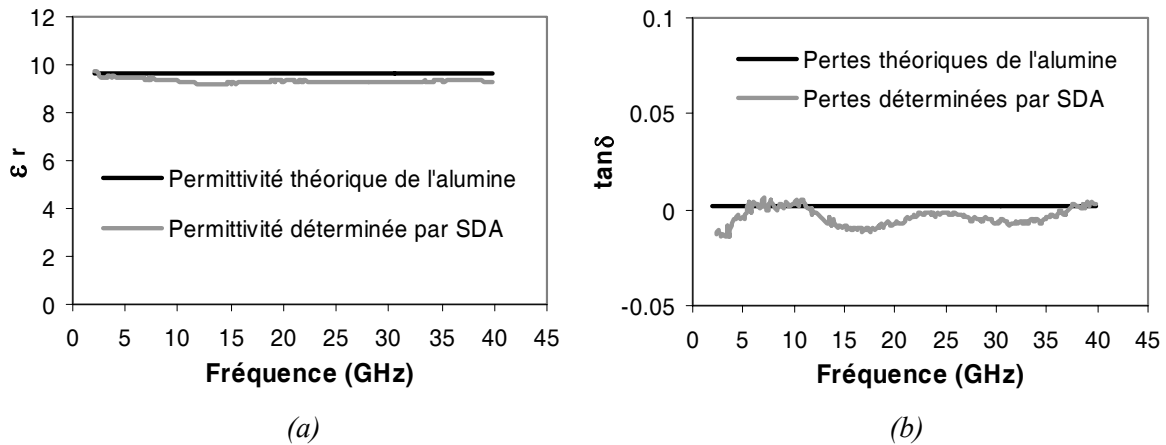 12
10
8
6
4
2
0
ε r
Permittivité théorique de l'alumine
Permittivité déterminée par SDA
0 5 10 15 20 25 30 35 40 45
Fréquence (GHz)
(a)
0.1
0.05
0
-0.05
tanδ
Pertes théoriques de l'alumine
Pertes déterminées par SDA
0 5 10 15 20 25 30 35 40 45
Fréquence (GHz)
(b)